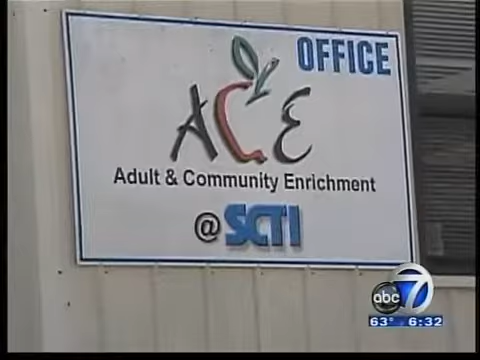 OFFICE
ACE
Adult & Community Enrichment
@ SCTI
abc 7
63° 6:32